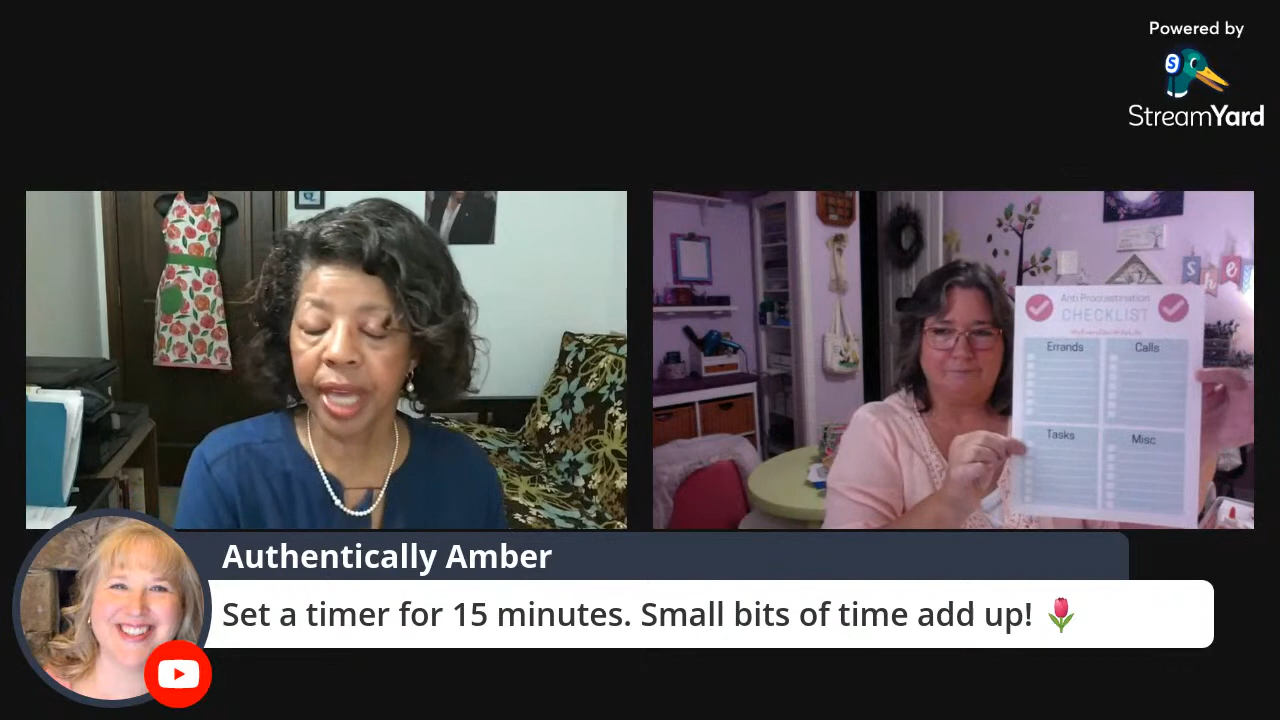 Powered by
StreamYard
Anti Procrastination
CHECKLIST
Errands
Calls
Tasks
Misc
Authentically Amber
Set a timer for 15 minutes. Small bits of time add up! 🌷